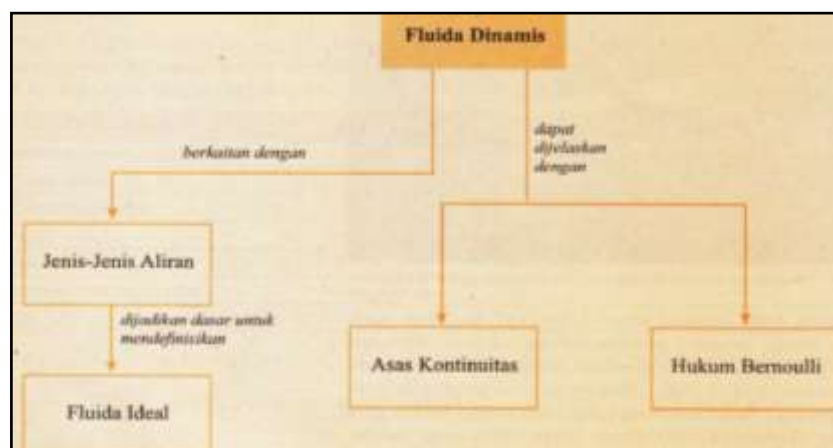 Fluida Dinamis
berkaitan dengan
dapat
dijelaskan
dengan
Jenis-Jenis Aliran
dijadikan dasar untuk
mendefinisikan
Asas Kontinuitas
Hukum Bernoulli
Fluida Ideal